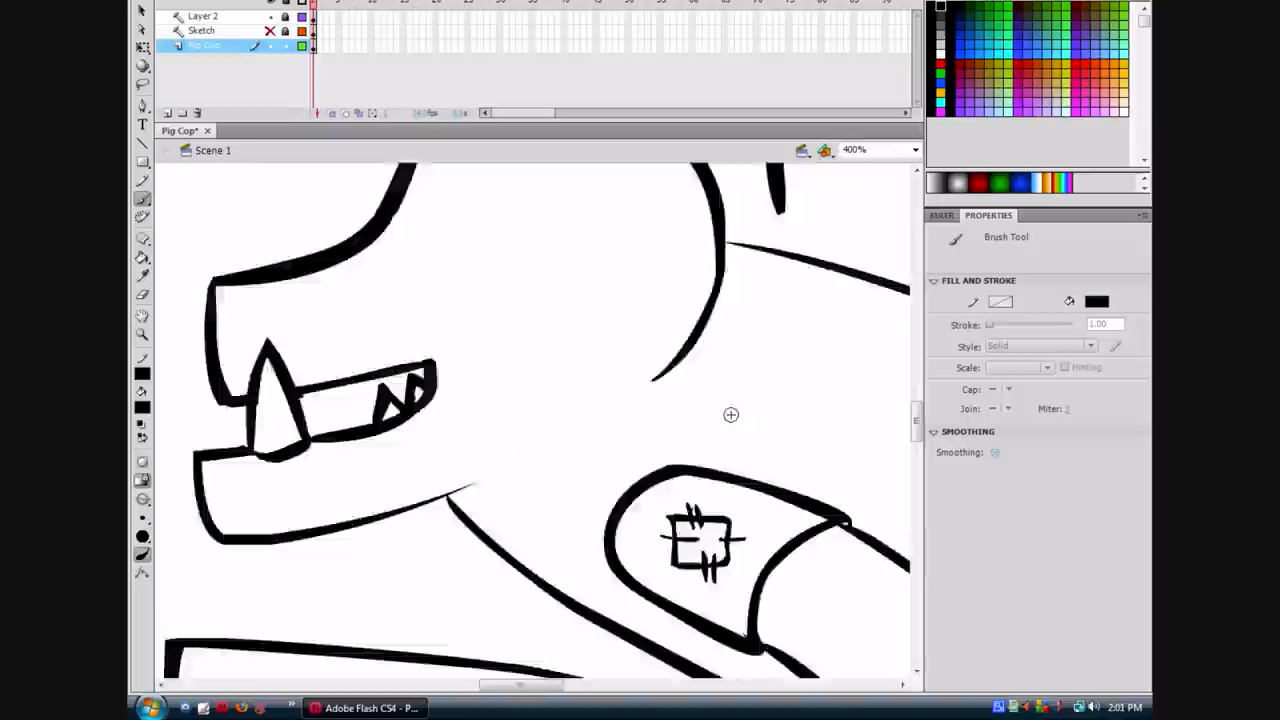 Layer 2
Sketch
Pig Cop
Pig Cop*
Scene 1
400%
KULER
PROPERTIES
Brush Tool
FILL AND STROKE
Stroke:
1.00
Style:
Solid
Scale:
Hinting
Cap:
Join:
Miter: 3
SMOOTHING
Smoothing: 50
Adobe Flash CS4 - P...
2:01 PM